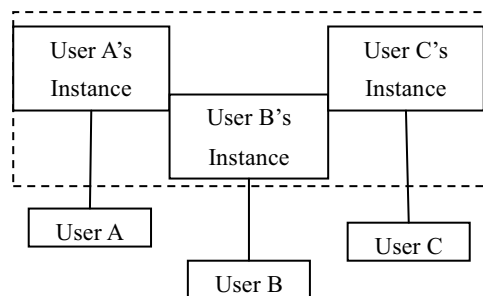 User A’s
Instance
User C’s
Instance
User B’s
Instance
User A
User C
User B